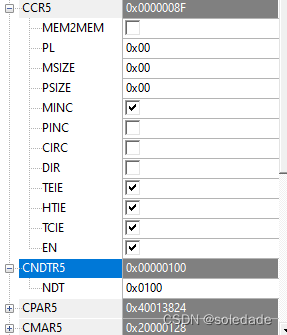 CCR5 0x0000008F
MEM2MEM
PL 0x00
MSIZE 0x00
PSIZE 0x00
MINC
PINC
CIRC
DIR
TEIE
HTIE
TCIE
EN
CNDTR5 0x00000100
NDT 0x0100
CPAR5 0x40013824
CMAR5 0x20000128
CSDN @soledade